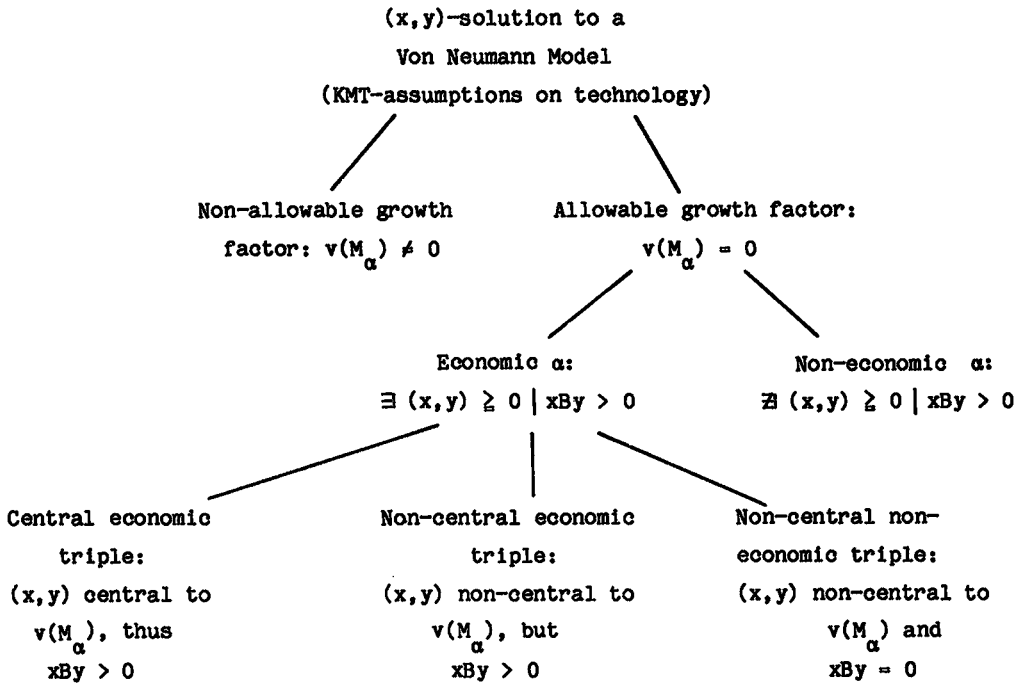 (x,y)-solution to a
Von Neumann Model
(KMT-assumptions on technology)
Non-allowable growth
factor: v(M_α) ≠ 0
Allowable growth factor:
v(M_α) = 0
Economic α:
∃ (x,y) ≧ 0 | xBy > 0
Non-economic α:
∄ (x,y) ≧ 0 | xBy > 0
Central economic
triple:
(x,y) central to
v(M_α), thus
xBy > 0
Non-central economic
triple:
(x,y) non-central to
v(M_α), but
xBy > 0
Non-central non-
economic triple:
(x,y) non-central to
v(M_α) and
xBy = 0